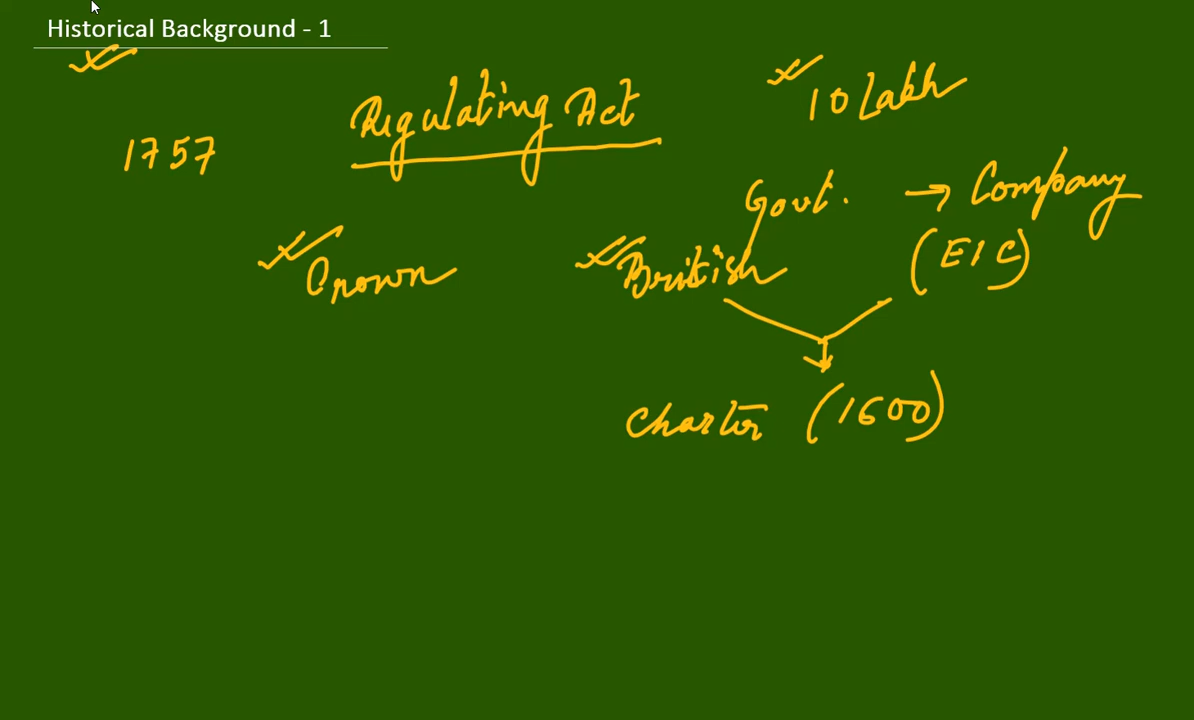 Historical Background - 1
Regulating Act
10 Lakh
1757
Govt. → Company
(EIC)
Crown
British
Charter (1600)